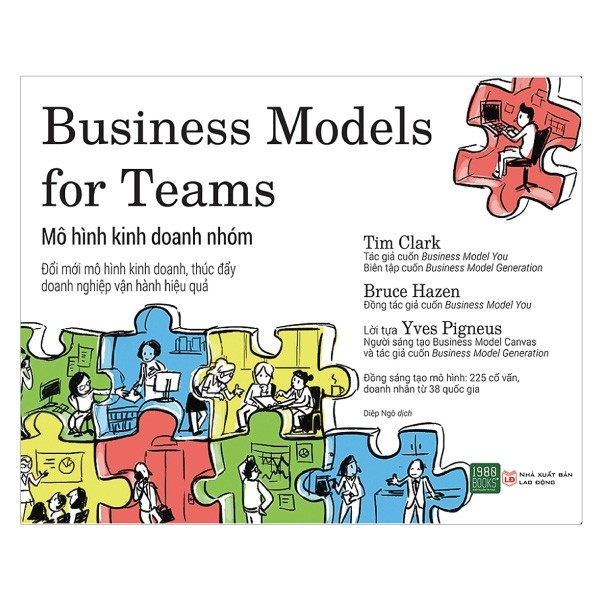 Business Models
for Teams
Mô hình kinh doanh nhóm
Đổi mới mô hình kinh doanh, thúc đẩy
doanh nghiệp vận hành hiệu quả
Tim Clark
Tác giả cuốn Business Model You
Biên tập cuốn Business Model Generation
Bruce Hazen
Đồng tác giả cuốn Business Model You
Lời tựa Yves Pigneus
Người sáng tạo Business Model Canvas
và tác giả cuốn Business Model Generation
Đồng sáng tạo mô hình: 225 cố vấn,
doanh nhân từ 38 quốc gia
Diệp Ngô dịch
1980
BOOKS
LĐ
NHÀ XUẤT BẢN
LAO ĐỘNG